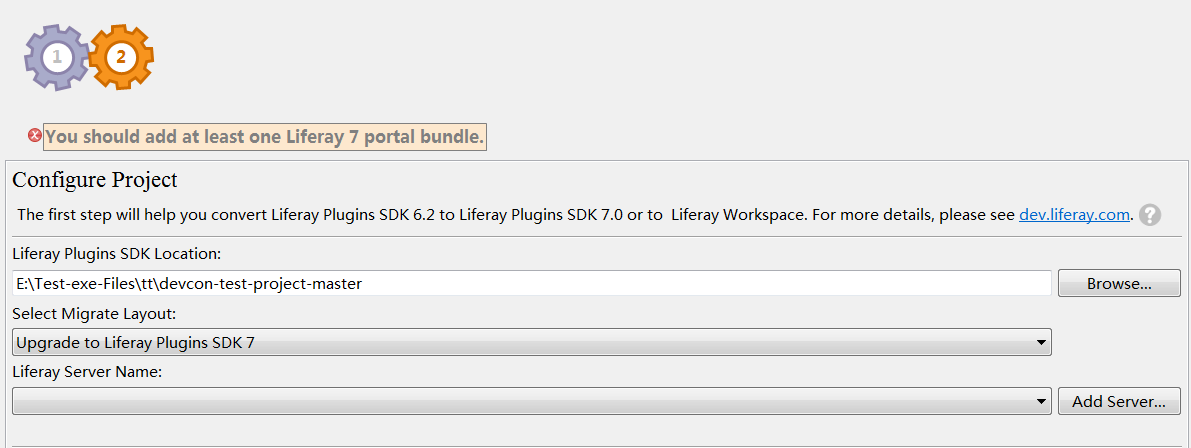 1 2
You should add at least one Liferay 7 portal bundle.
Configure Project
The first step will help you convert Liferay Plugins SDK 6.2 to Liferay Plugins SDK 7.0 or to  Liferay Workspace. For more details, please see dev.liferay.com. ?
Liferay Plugins SDK Location:
E:\Test-exe-Files\tt\devcon-test-project-master Browse...
Select Migrate Layout:
Upgrade to Liferay Plugins SDK 7
Liferay Server Name:
Add Server...